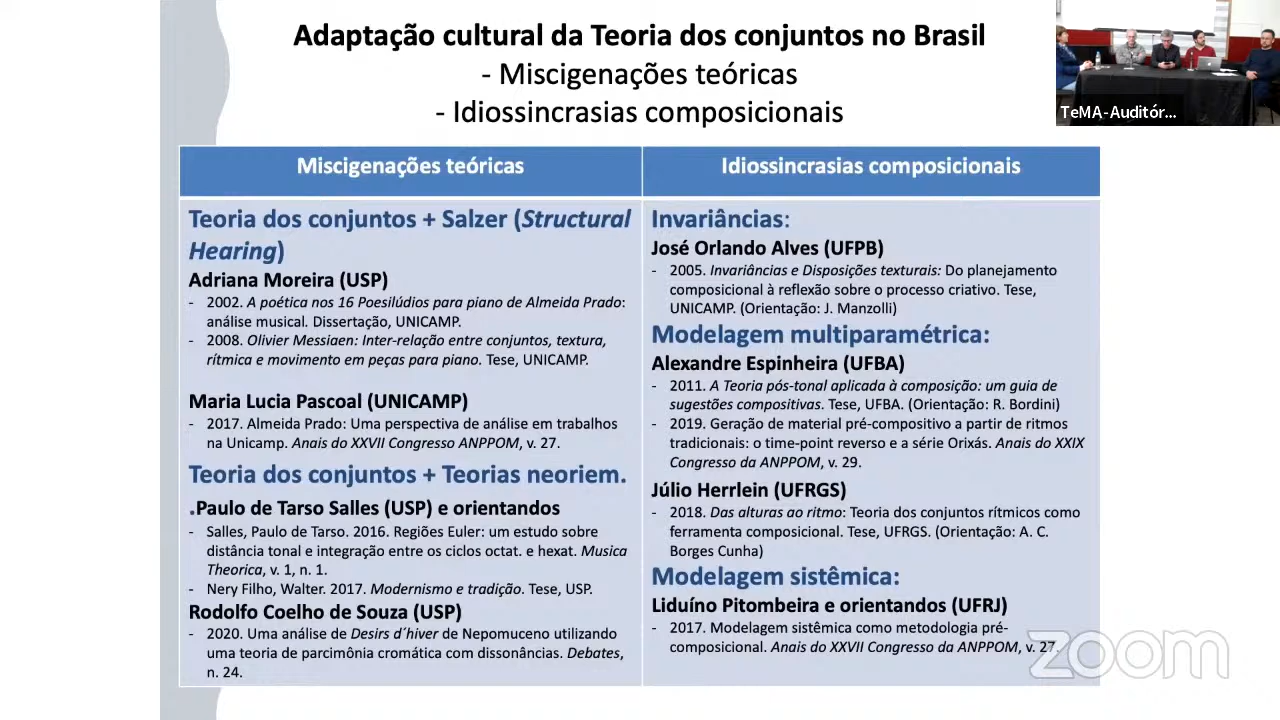 Adaptação cultural da Teoria dos conjuntos no Brasil
- Miscigenações teóricas
- Idiossincrasias composicionais
TeMA-Auditór...
Miscigenações teóricas
Teoria dos conjuntos + Salzer (Structural
Hearing)
Adriana Moreira (USP)
- 2002. A poética nos 16 Poesilúdios para piano de Almeida Prado:
análise musical. Dissertação, UNICAMP.
- 2008. Olivier Messiaen: Inter-relação entre conjuntos, textura,
rítmica e movimento em peças para piano. Tese, UNICAMP.
Maria Lucia Pascoal (UNICAMP)
- 2017. Almeida Prado: Uma perspectiva de análise em trabalhos
na Unicamp. Anais do XXVII Congresso ANPPOM, v. 27.
Teoria dos conjuntos + Teorias neoriem.
.Paulo de Tarso Salles (USP) e orientandos
- Salles, Paulo de Tarso. 2016. Regiões Euler: um estudo sobre
distância tonal e integração entre os ciclos octat. e hexat. Musica
Theorica, v. 1, n. 1.
- Nery Filho, Walter. 2017. Modernismo e tradição. Tese, USP.
Rodolfo Coelho de Souza (USP)
- 2020. Uma análise de Desirs d´hiver de Nepomuceno utilizando
uma teoria de parcimônia cromática com dissonâncias. Debates,
n. 24.
Idiossincrasias composicionais
Invariâncias:
José Orlando Alves (UFPB)
- 2005. Invariâncias e Disposições texturais: Do planejamento
composicional à reflexão sobre o processo criativo. Tese,
UNICAMP. (Orientação: J. Manzolli)
Modelagem multiparamétrica:
Alexandre Espinheira (UFBA)
- 2011. A Teoria pós-tonal aplicada à composição: um guia de
sugestões compositivas. Tese, UFBA. (Orientação: R. Bordini)
- 2019. Geração de material pré-compositivo a partir de ritmos
tradicionais: o time-point reverso e a série Orixás. Anais do XXIX
Congresso da ANPPOM, v. 29.
Júlio Herrlein (UFRGS)
- 2018. Das alturas ao ritmo: Teoria dos conjuntos rítmicos como
ferramenta composicional. Tese, UFRGS. (Orientação: A. C.
Borges Cunha)
Modelagem sistêmica:
Liduíno Pitombeira e orientandos (UFRJ)
- 2017. Modelagem sistêmica como metodologia pré-
composicional. Anais do XXVII Congresso da ANPPOM, v. 27.
zoom